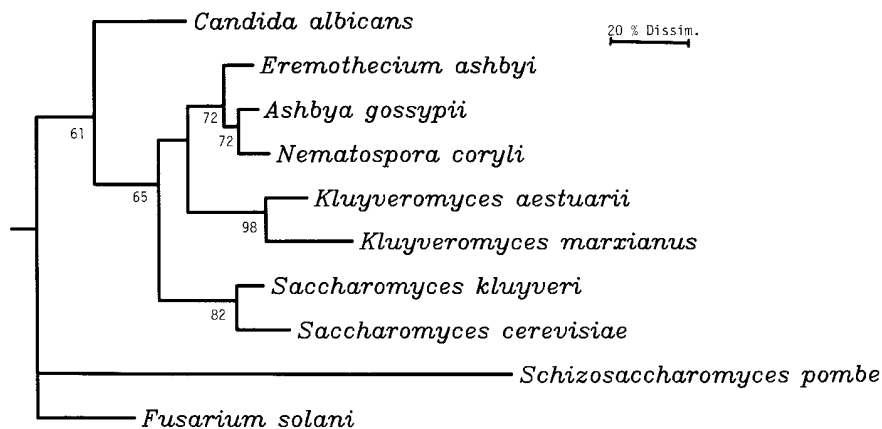 Candida albicans
20 % Dissim.
Eremothecium ashbyi
72
Ashbya gossypii
61
72
Nematospora coryli
65
Kluyveromyces aestuarii
98
Kluyveromyces marxianus
Saccharomyces kluyveri
82
Saccharomyces cerevisiae
Schizosaccharomyces pombe
Fusarium solani